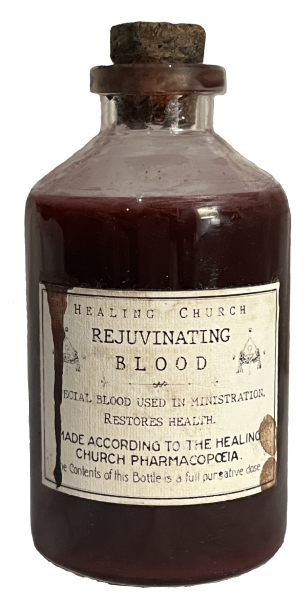 HEALING CHURCH
REJUVINATING
BLOOD
ECIAL BLOOD USED IN MINISTRATION.
RESTORES HEALTH.
MADE ACCORDING TO THE HEALING
CHURCH PHARMACOPŒIA.
e Contents of this Bottle is a full purgative dose